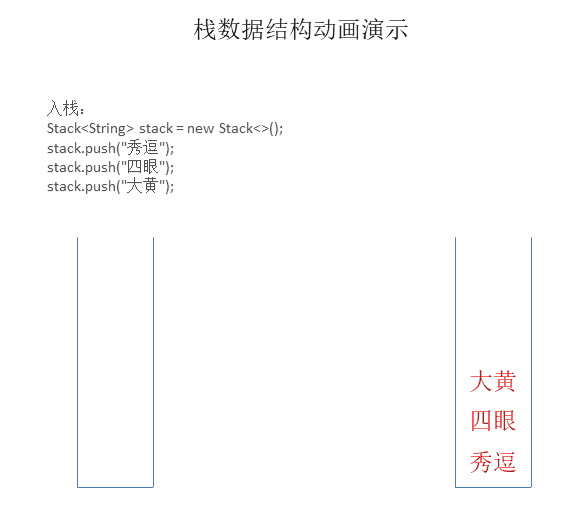 栈数据结构动画演示
入栈：
Stack<String> stack = new Stack<>();
stack.push("秀逗");
stack.push("四眼");
stack.push("大黄");
大黄
四眼
秀逗